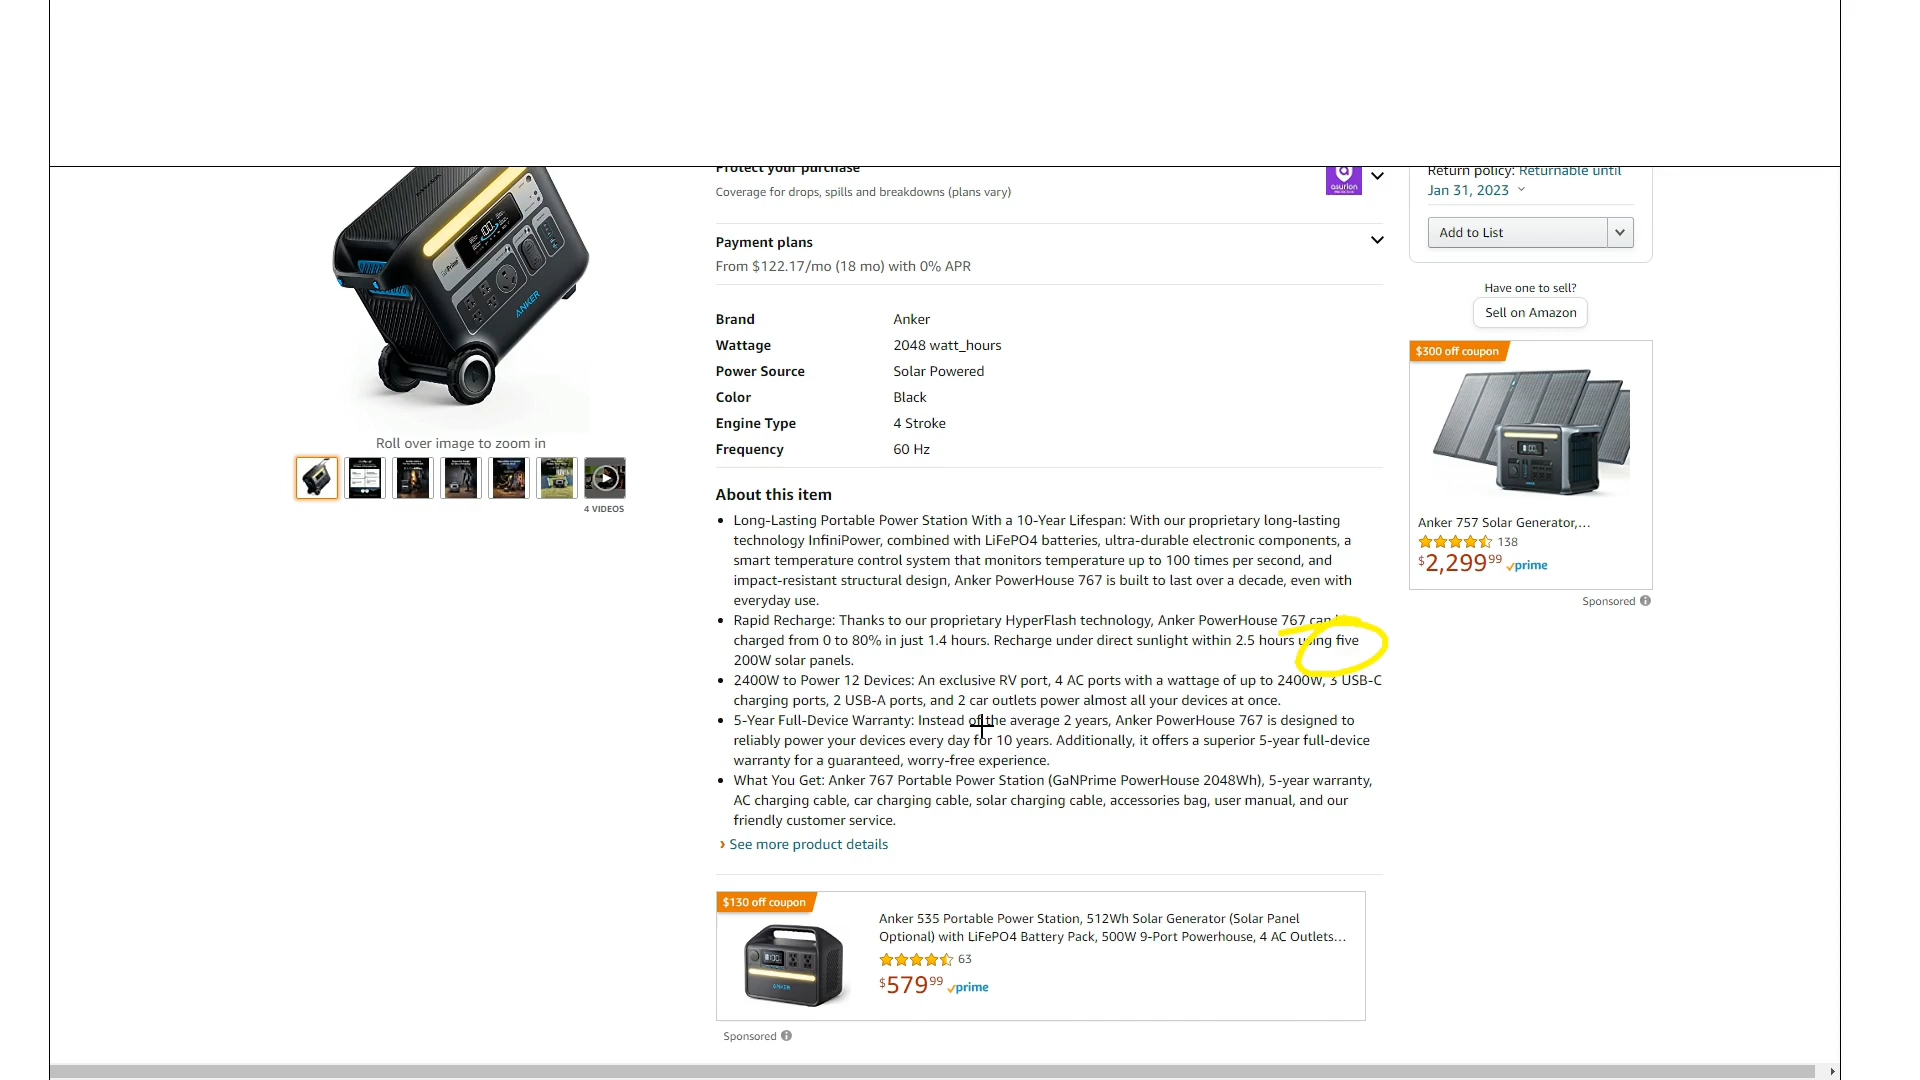 Protect your purchase
Coverage for drops, spills and breakdowns (plans vary)
asurion
Payment plans
From $122.17/mo (18 mo) with 0% APR
Brand Anker
Wattage 2048 watt_hours
Power Source Solar Powered
Color Black
Engine Type 4 Stroke
Frequency 60 Hz
ANKER
Roll over image to zoom in
4 VIDEOS
About this item
Long-Lasting Portable Power Station With a 10-Year Lifespan: With our proprietary long-lasting
technology InfiniPower, combined with LiFePO4 batteries, ultra-durable electronic components, a
smart temperature control system that monitors temperature up to 100 times per second, and
impact-resistant structural design, Anker PowerHouse 767 is built to last over a decade, even with
everyday use.
Rapid Recharge: Thanks to our proprietary HyperFlash technology, Anker PowerHouse 767 can
charged from 0 to 80% in just 1.4 hours. Recharge under direct sunlight within 2.5 hours using five
200W solar panels.
2400W to Power 12 Devices: An exclusive RV port, 4 AC ports with a wattage of up to 2400W, 3 USB-C
charging ports, 2 USB-A ports, and 2 car outlets power almost all your devices at once.
5-Year Full-Device Warranty: Instead of the average 2 years, Anker PowerHouse 767 is designed to
reliably power your devices every day for 10 years. Additionally, it offers a superior 5-year full-device
warranty for a guaranteed, worry-free experience.
What You Get: Anker 767 Portable Power Station (GaNPrime PowerHouse 2048Wh), 5-year warranty,
AC charging cable, car charging cable, solar charging cable, accessories bag, user manual, and our
friendly customer service.
› See more product details
$130 off coupon
Anker 535 Portable Power Station, 512Wh Solar Generator (Solar Panel
Optional) with LiFePO4 Battery Pack, 500W 9-Port Powerhouse, 4 AC Outlets...
63
$579.99 prime
Sponsored
Return policy: Returnable until
Jan 31, 2023
Add to List
Have one to sell?
Sell on Amazon
$300 off coupon
Anker 757 Solar Generator,...
138
$2,299.99 prime
Sponsored